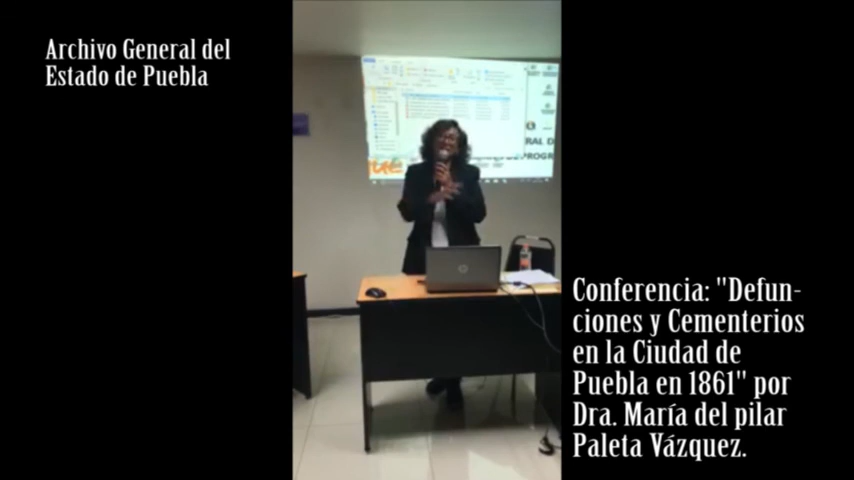 Archivo General del
Estado de Puebla
Conferencia: "Defun-
ciones y Cementerios
en la Ciudad de
Puebla en 1861" por
Dra. María del pilar
Paleta Vázquez.